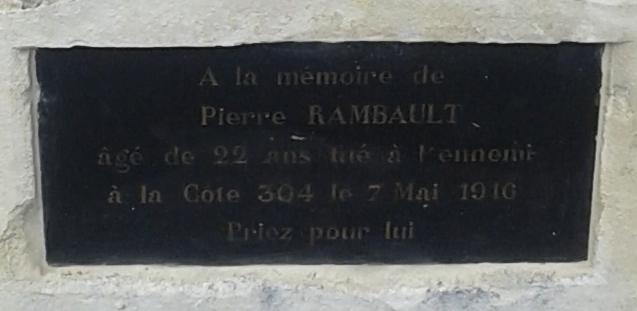 A la mémoire de
Pierre RAMBAULT
âgé de 22 ans tué à l'ennemi
à la Côte 304 le 7 Mai 1916
Priez pour lui